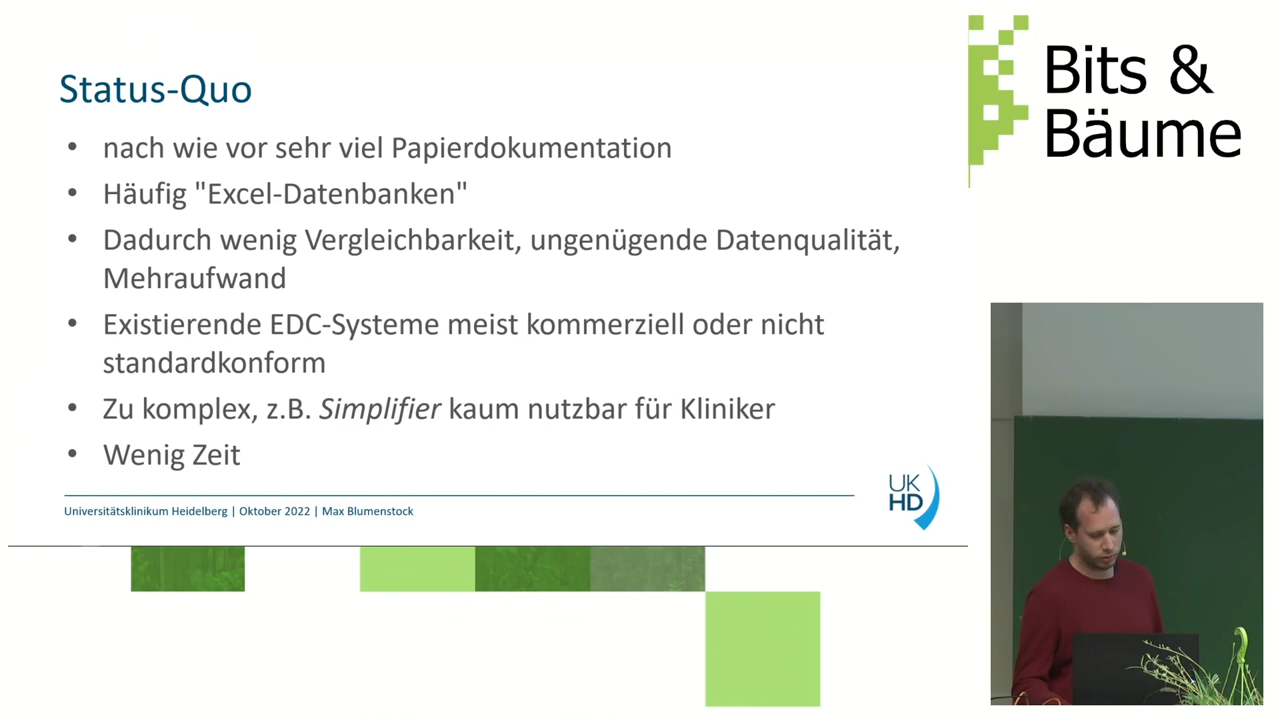 Status-Quo
• nach wie vor sehr viel Papierdokumentation
• Häufig "Excel-Datenbanken"
• Dadurch wenig Vergleichbarkeit, ungenügende Datenqualität,
Mehraufwand
• Existierende EDC-Systeme meist kommerziell oder nicht
standardkonform
• Zu komplex, z.B. Simplifier kaum nutzbar für Kliniker
• Wenig Zeit
Universitätsklinikum Heidelberg | Oktober 2022 | Max Blumenstock
UK
HD
Bits &
Bäume